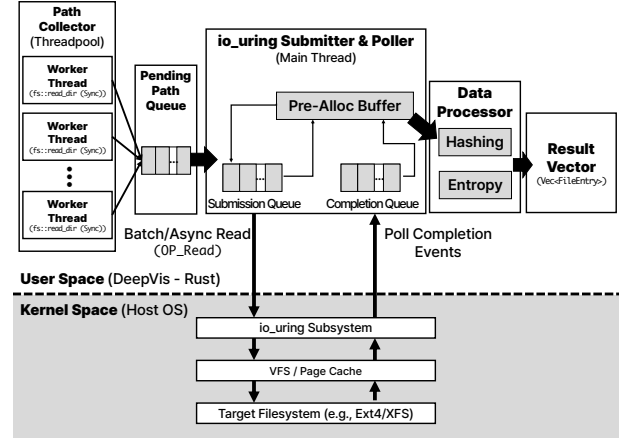 Path
Collector
(Threadpool)
Worker
Thread
(fs::read_dir (Sync))
Worker
Thread
(fs::read_dir (Sync))
Worker
Thread
(fs::read_dir (Sync))
Pending
Path
Queue
...
io_uring Submitter & Poller
(Main Thread)
Pre-Alloc Buffer
...
Submission Queue
...
Completion Queue
Data
Processor
Hashing
Entropy
Result
Vector
(Vec<FileEntry>)
Batch/Async Read
(OP_Read)
Poll Completion
Events
User Space (DeepVis - Rust)
Kernel Space (Host OS)
io_uring Subsystem
VFS / Page Cache
Target Filesystem (e.g., Ext4/XFS)